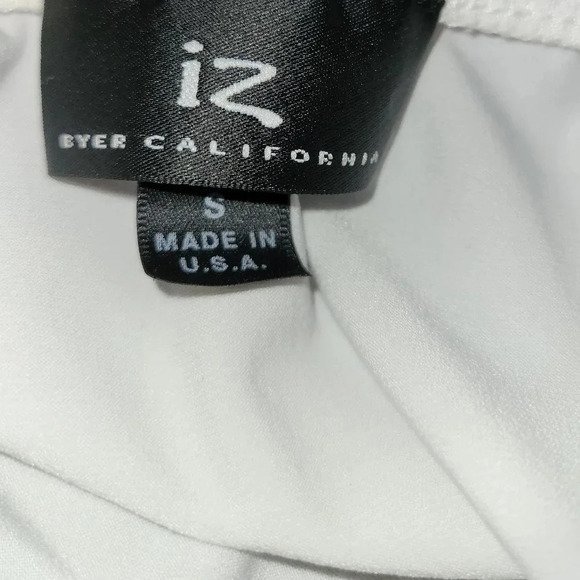 iz
BYER CALIFORNIA
S
MADE IN
U.S.A.